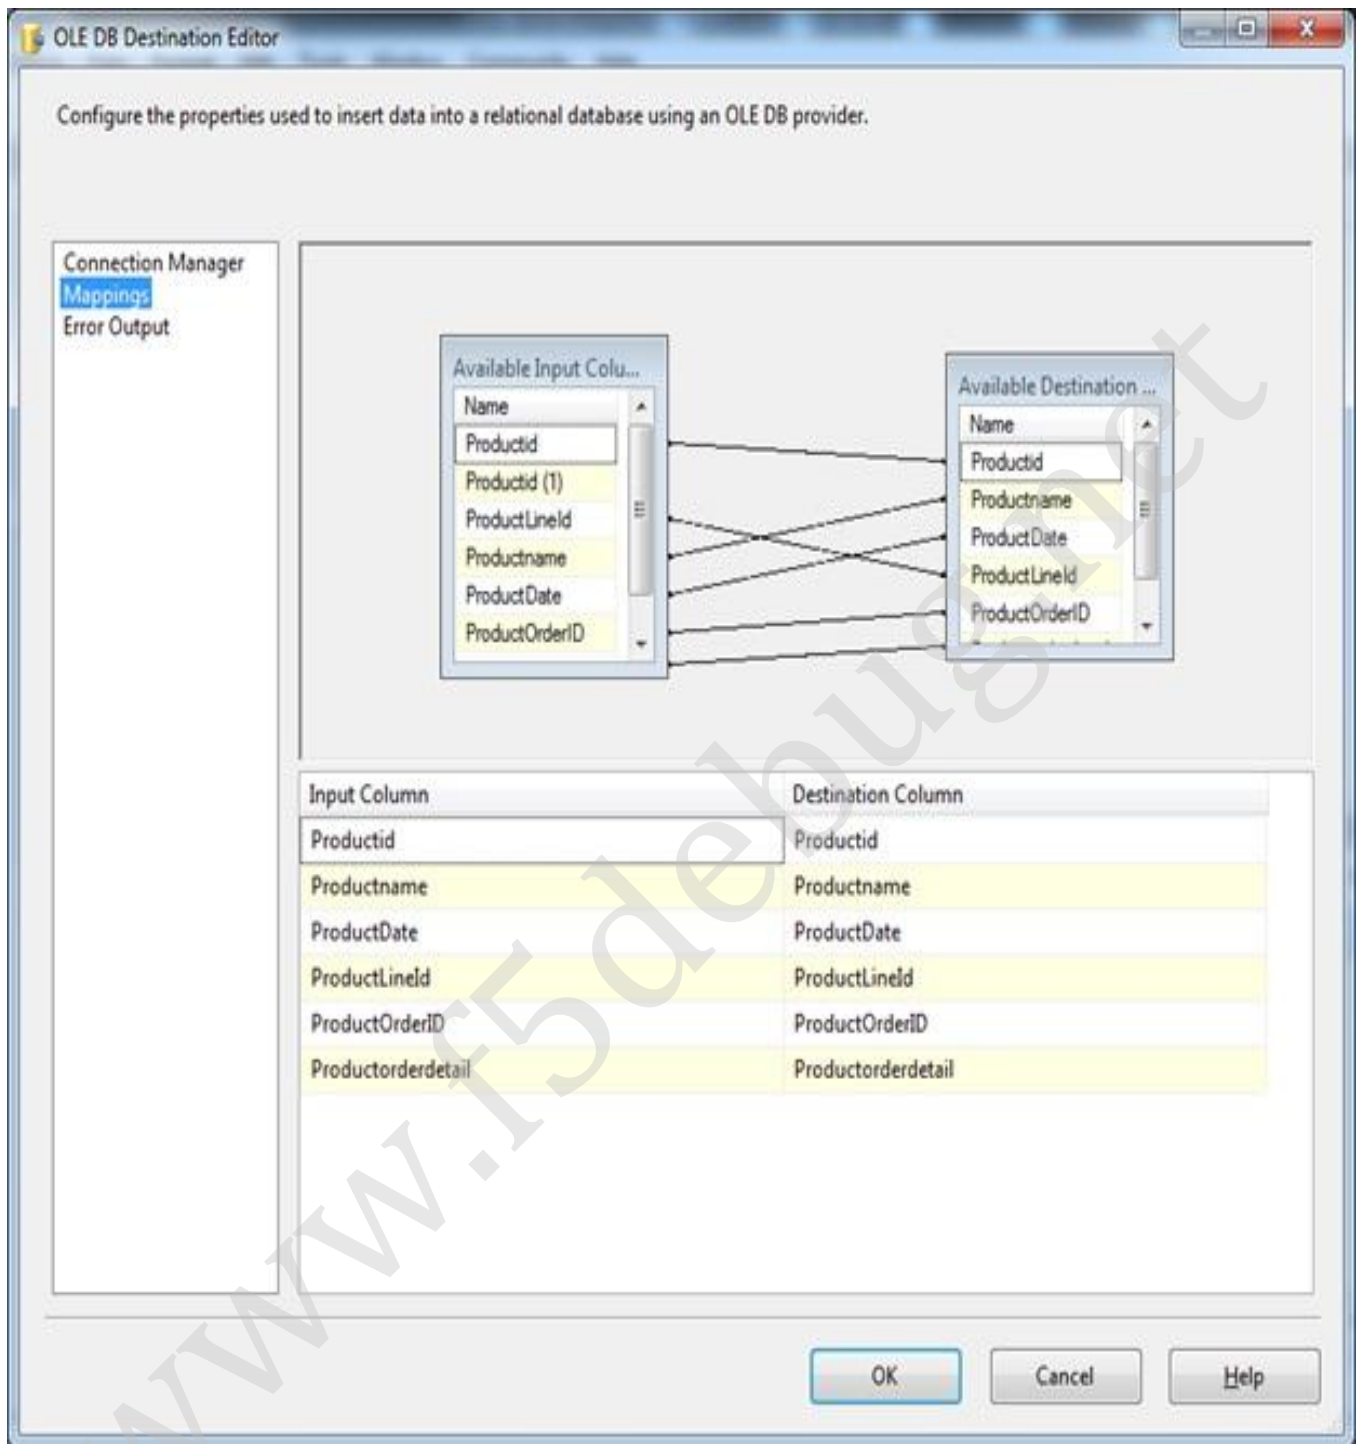 OLE DB Destination Editor
Configure the properties used to insert data into a relational database using an OLE DB provider.
Connection Manager
Mappings
Error Output
Available Input Colu...
Name
Productid
Productid (1)
ProductLineId
Productname
ProductDate
ProductOrderID
Available Destination ...
Name
Productid
Productname
ProductDate
ProductLineId
ProductOrderID
Input Column Destination Column
Productid Productid
Productname Productname
ProductDate ProductDate
ProductLineId ProductLineId
ProductOrderID ProductOrderID
Productorderdetail Productorderdetail
OK Cancel Help
www.f5debug.net